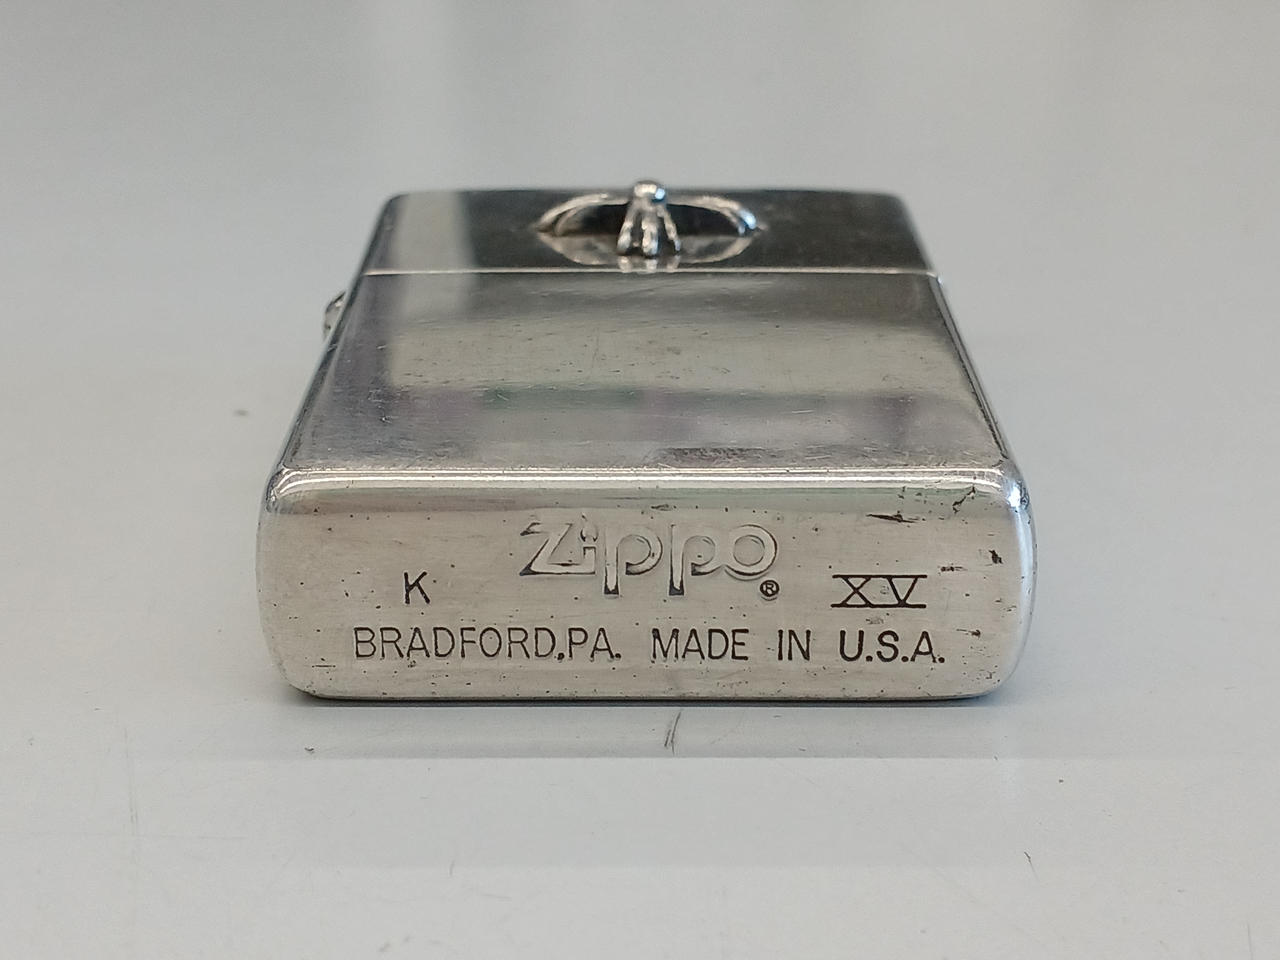 Zippo®
K XV
BRADFORD,PA. MADE IN U.S.A.